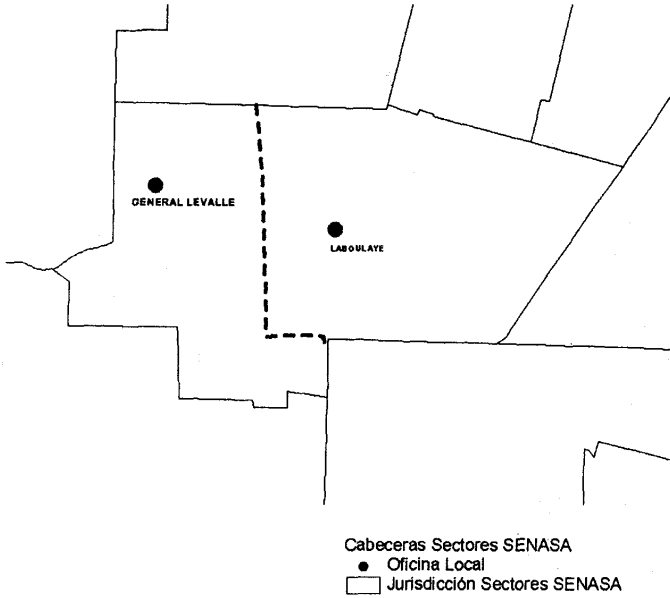 GENERAL LEVALLE
LABOULAYE
Cabeceras Sectores SENASA
Oficina Local
Jurisdicción Sectores SENASA